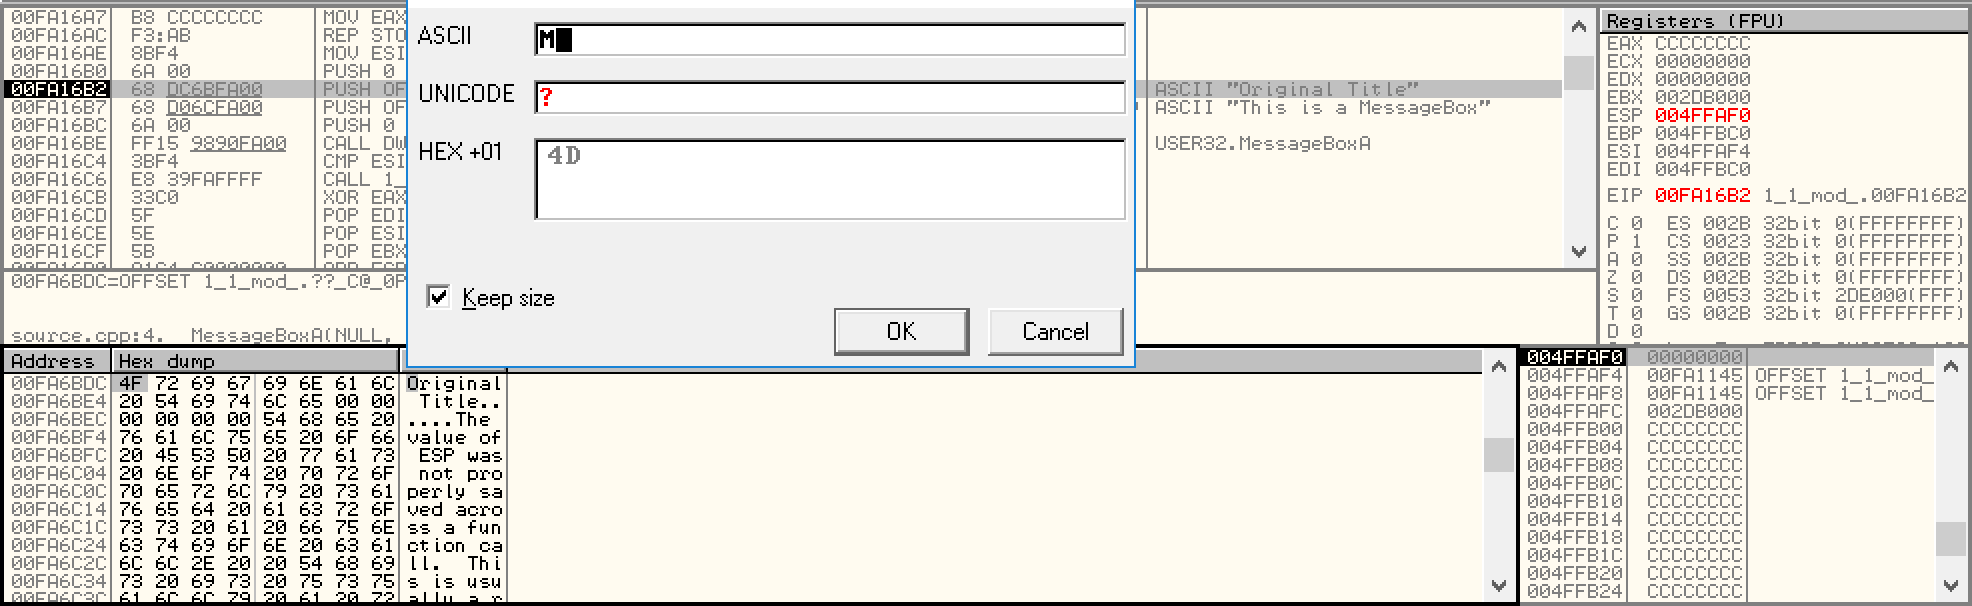 00FA16A7 B8 CCCCCCCC MOV EAX
00FA16AC F3:AB REP STO
00FA16AE 3BF4 MOV ESI
00FA16B0 6A 00 PUSH 0
00FA16B2 68 DC6BFA00 PUSH OF ASCII "Original Title"
00FA16B7 68 D06CFA00 PUSH OF ASCII "This is a MessageBox"
00FA16BC 6A 00 PUSH 0
00FA16BE FF15 9890FA00 CALL DW USER32.MessageBoxA
00FA16C4 3BF4 CMP ESI
00FA16C6 E8 39FAFFFF CALL 1_
00FA16CB 33C0 XOR EAX
00FA16CD 5F POP EDI
00FA16CE 5E POP ESI
00FA16CF 5B POP EBX
00FA6BDC=OFFSET 1_1_mod_.??_C@_0P
source.cpp:4. MessageBoxA(NULL,
ASCII M
UNICODE ?
HEX +01 4D
Keep size
OK Cancel
Registers (FPU)
EAX CCCCCCCC
ECX 00000000
EDX 00000000
EBX 002DB000
ESP 004FFAF0
EBP 004FFBC0
ESI 004FFAF4
EDI 004FFBC0
EIP 00FA16B2 1_1_mod_.00FA16B2
C 0 ES 002B 32bit 0(FFFFFFFF)
P 1 CS 0023 32bit 0(FFFFFFFF)
A 0 SS 002B 32bit 0(FFFFFFFF)
Z 0 DS 002B 32bit 0(FFFFFFFF)
S 0 FS 0053 32bit 2DE000(FFF)
T 0 GS 002B 32bit 0(FFFFFFFF)
D 0
Address Hex dump
00FA6BDC 4F 72 69 67 69 6E 61 6C Original
00FA6BE4 20 54 69 74 6C 65 00 00 Title..
00FA6BEC 00 00 00 00 54 68 65 20 ....The
00FA6BF4 76 61 6C 75 65 20 6F 66 value of
00FA6BFC 20 45 53 50 20 77 61 73 ESP was
00FA6C04 20 6E 6F 74 20 70 72 6F not pro
00FA6C0C 70 65 72 6C 79 20 73 61 perly sa
00FA6C14 76 65 64 20 61 63 72 6F ved acro
00FA6C1C 73 73 20 61 20 66 75 6E ss a fun
00FA6C24 63 74 69 6F 6E 20 63 61 ction ca
00FA6C2C 6C 6C 2E 20 20 54 68 69 ll. Thi
00FA6C34 73 20 69 73 20 75 73 75 s is usu
00FA6C3C 61 6C 6C 79 20 61 20 72 ally a r
004FFAF0 00000000
004FFAF4 00FA1145 OFFSET 1_1_mod_
004FFAF8 00FA1145 OFFSET 1_1_mod_
004FFAFC 002DB000
004FFB00 CCCCCCCC
004FFB04 CCCCCCCC
004FFB08 CCCCCCCC
004FFB0C CCCCCCCC
004FFB10 CCCCCCCC
004FFB14 CCCCCCCC
004FFB18 CCCCCCCC
004FFB1C CCCCCCCC
004FFB20 CCCCCCCC
004FFB24 CCCCCCCC